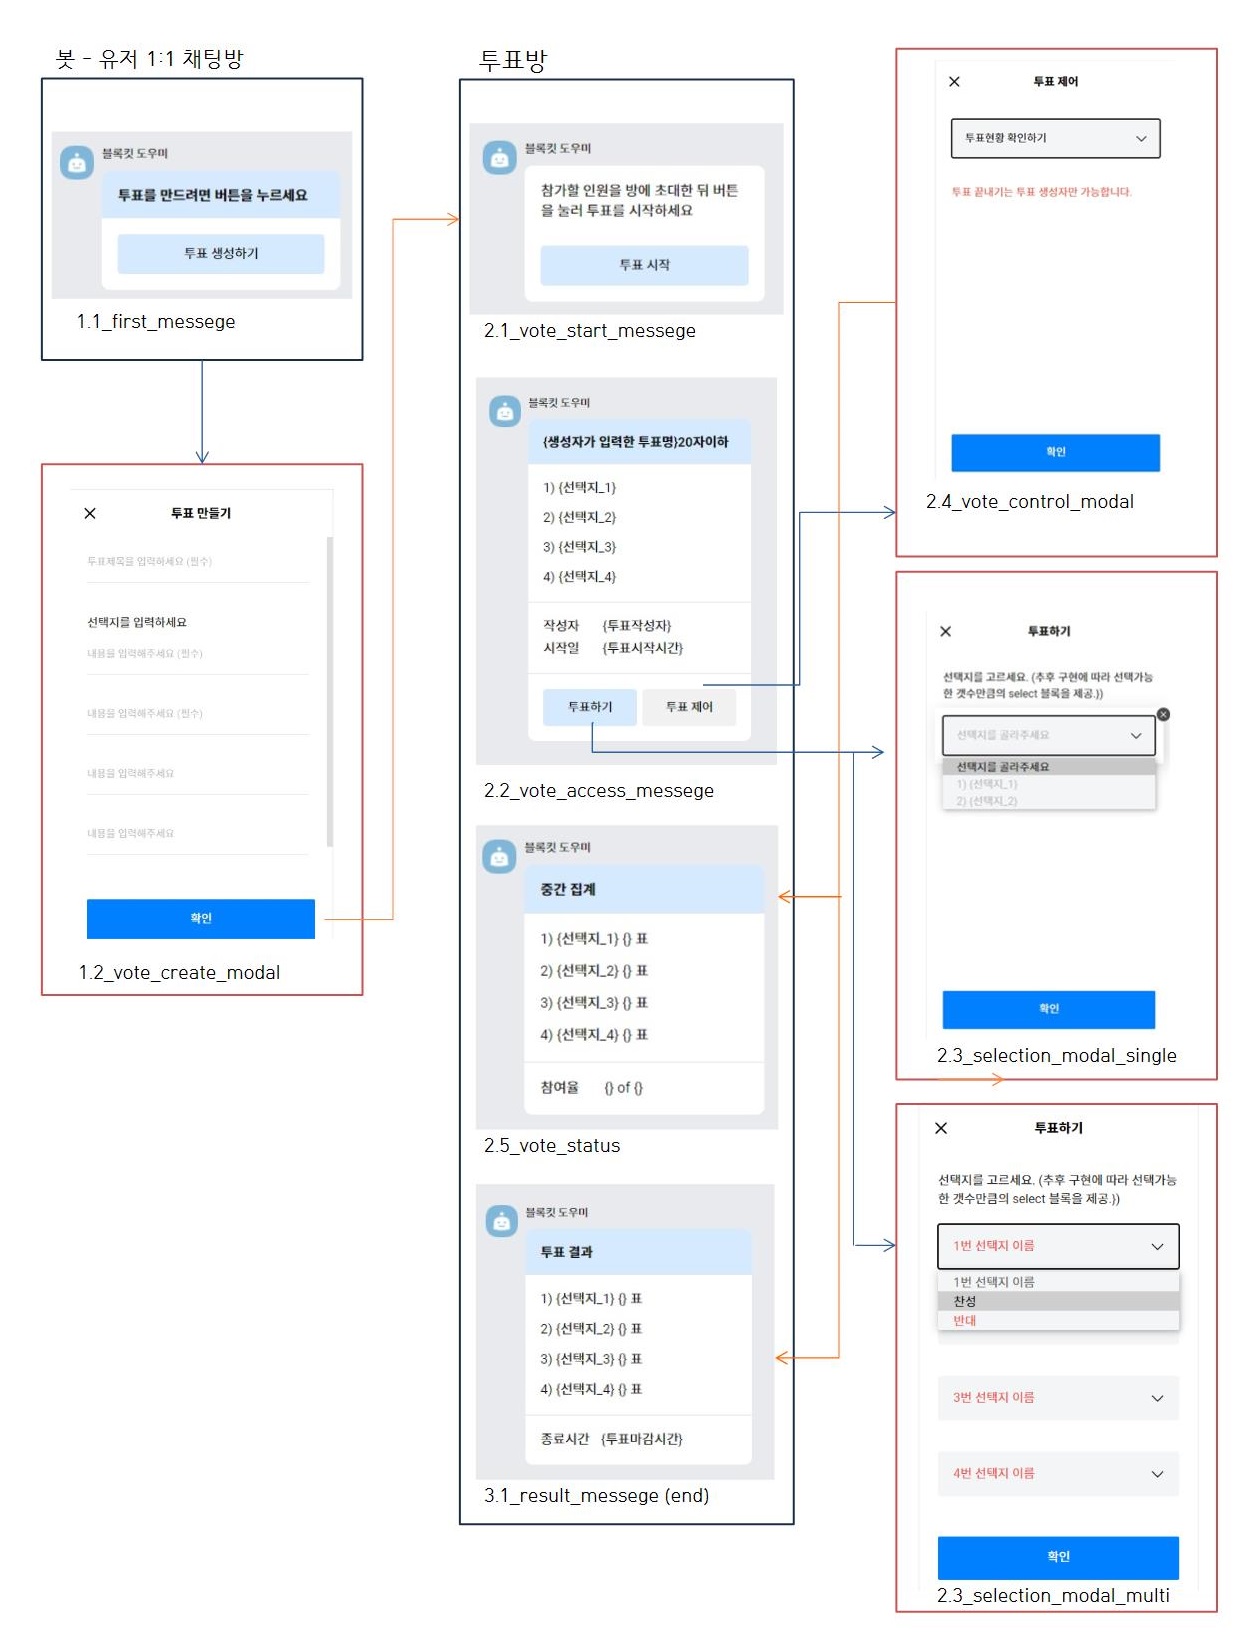 봇 - 유저 1:1 채팅방
블록킷 도우미
투표를 만드려면 버튼을 누르세요
투표 생성하기
1.1_first_messege
투표 만들기
투표제목을 입력하세요 (필수)
선택지를 입력하세요
내용을 입력해주세요 (필수)
내용을 입력해주세요 (필수)
내용을 입력해주세요
내용을 입력해주세요
확인
1.2_vote_create_modal
투표방
블록킷 도우미
참가할 인원을 방에 초대한 뒤 버튼
을 눌러 투표를 시작하세요
투표 시작
2.1_vote_start_messege
블록킷 도우미
{생성자가 입력한 투표명}20자이하
1) {선택지_1}
2) {선택지_2}
3) {선택지_3}
4) {선택지_4}
작성자 {투표작성자}
시작일 {투표시작시간}
투표하기 투표 제어
2.2_vote_access_messege
블록킷 도우미
중간 집계
1) {선택지_1} {} 표
2) {선택지_2} {} 표
3) {선택지_3} {} 표
4) {선택지_4} {} 표
참여율 {} of {}
2.5_vote_status
블록킷 도우미
투표 결과
1) {선택지_1} {} 표
2) {선택지_2} {} 표
3) {선택지_3} {} 표
4) {선택지_4} {} 표
종료시간 {투표마감시간}
3.1_result_messege (end)
투표 제어
투표현황 확인하기
투표 끝내기는 투표 생성자만 가능합니다.
확인
2.4_vote_control_modal
투표하기
선택지를 고르세요. (추후 구현에 따라 선택가능
한 갯수만큼의 select 블록을 제공.))
선택지를 골라주세요
선택지를 골라주세요
1) {선택지_1}
2) {선택지_2}
확인
2.3_selection_modal_single
투표하기
선택지를 고르세요. (추후 구현에 따라 선택가능
한 갯수만큼의 select 블록을 제공.))
1번 선택지 이름
1번 선택지 이름
찬성
반대
3번 선택지 이름
4번 선택지 이름
확인
2.3_selection_modal_multi